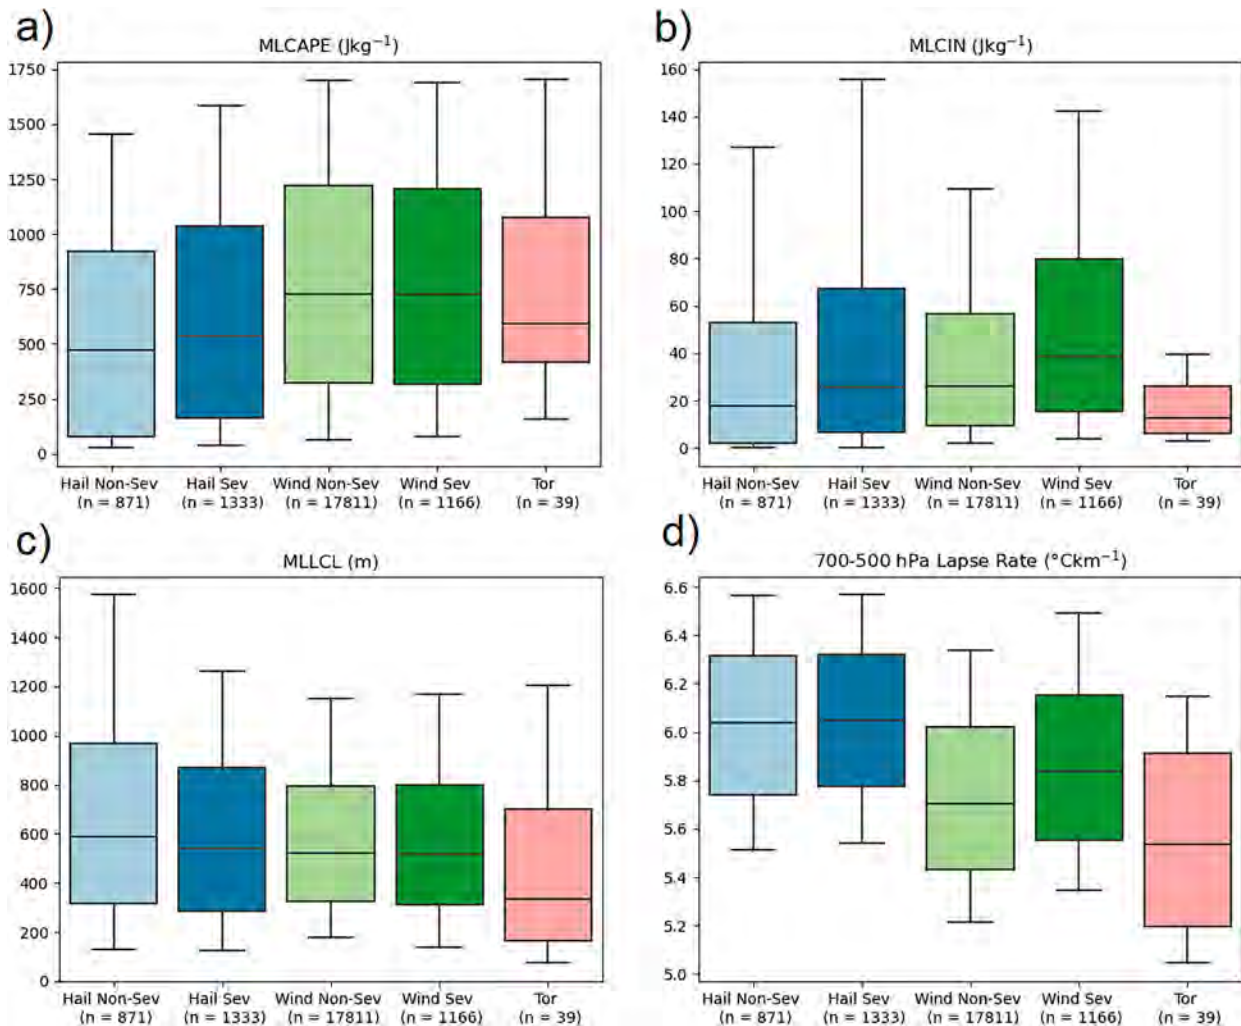 a)
MLCAPE (Jkg⁻¹)
1750
1500
1250
1000
750
500
250
0
Hail Non-Sev Hail Sev Wind Non-Sev Wind Sev Tor
(n = 871) (n = 1333) (n = 17811) (n = 1166) (n = 39)
b)
MLCIN (Jkg⁻¹)
160
140
120
100
80
60
40
20
0
Hail Non-Sev Hail Sev Wind Non-Sev Wind Sev Tor
(n = 871) (n = 1333) (n = 17811) (n = 1166) (n = 39)
c)
MLLCL (m)
1600
1400
1200
1000
800
600
400
200
0
Hail Non-Sev Hail Sev Wind Non-Sev Wind Sev Tor
(n = 871) (n = 1333) (n = 17811) (n = 1166) (n = 39)
d)
700-500 hPa Lapse Rate (°Ckm⁻¹)
6.6
6.4
6.2
6.0
5.8
5.6
5.4
5.2
5.0
Hail Non-Sev Hail Sev Wind Non-Sev Wind Sev Tor
(n = 871) (n = 1333) (n = 17811) (n = 1166) (n = 39)